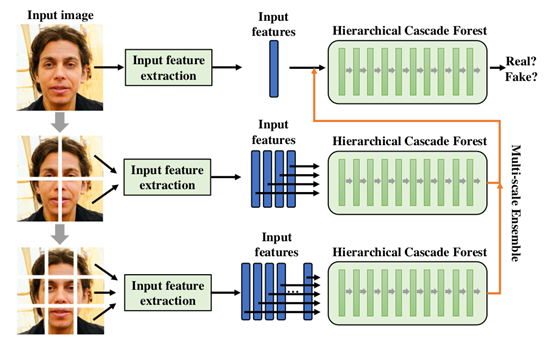 Input image
Input feature
extraction
Input
features
Hierarchical Cascade Forest
Real?
Fake?
Input feature
extraction
Input
features
Hierarchical Cascade Forest
Input feature
extraction
Input
features
...
Hierarchical Cascade Forest
Multi-scale Ensemble